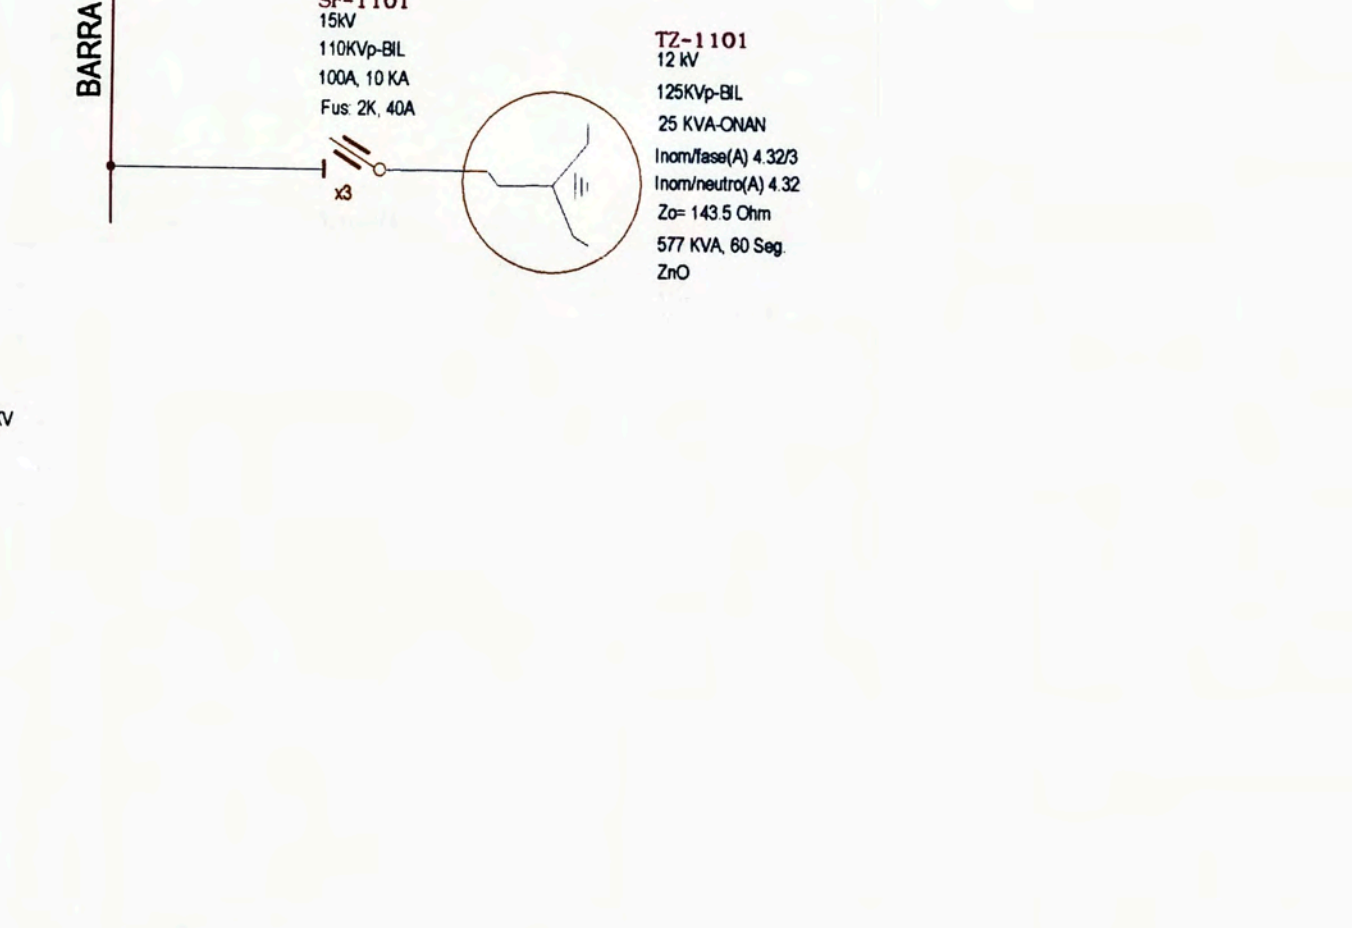 BARRA
SF-1101
15kV
110KVp-BIL
100A, 10 KA
Fus: 2K, 40A
x3
TZ-1101
12 kV
125KVp-BIL
25 KVA-ONAN
Inom/fase(A) 4.32/3
Inom/neutro(A) 4.32
Zo= 143.5 Ohm
577 KVA, 60 Seg.
ZnO